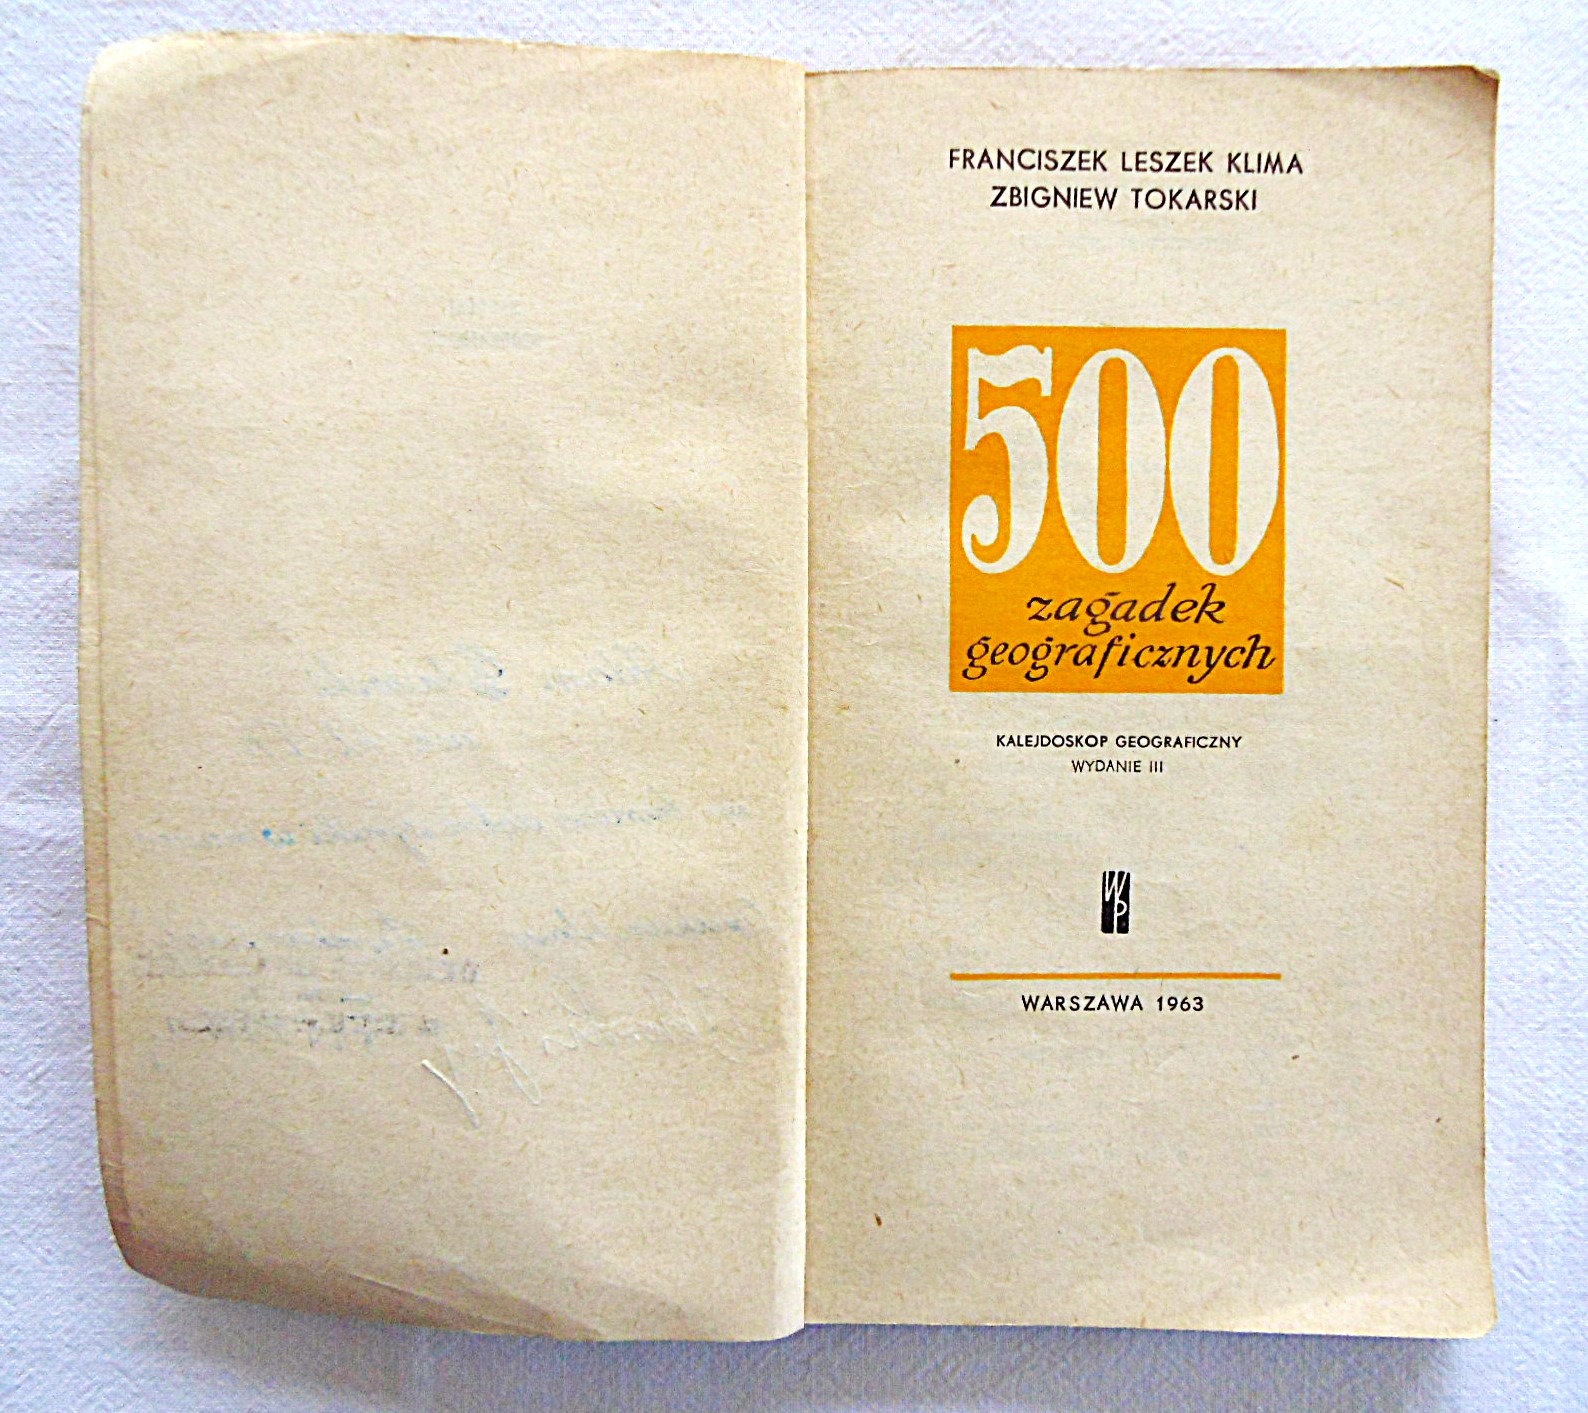 FRANCISZEK LESZEK KLIMA
ZBIGNIEW TOKARSKI
500
zagadek
geograficznych
KALEJDOSKOP GEOGRAFICZNY
WYDANIE III
WP
WARSZAWA 1963